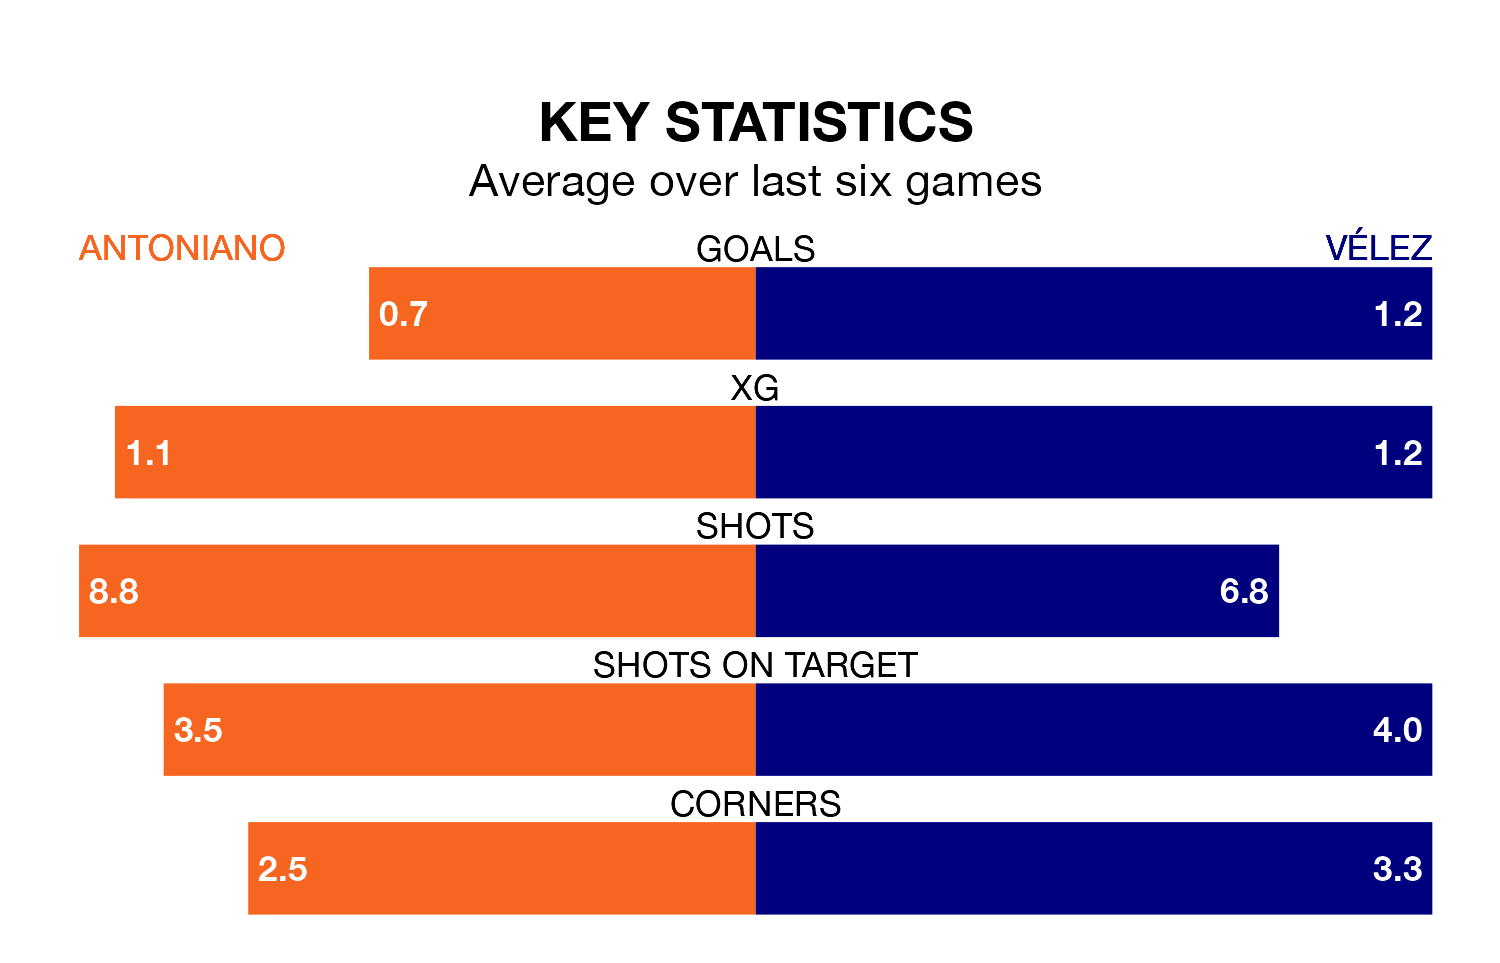 KEY STATISTICS
Average over last six games
ANTONIANO GOALS VÉLEZ
0.7 1.2
XG
1.1 1.2
SHOTS
8.8 6.8
SHOTS ON TARGET
3.5 4.0
CORNERS
2.5 3.3